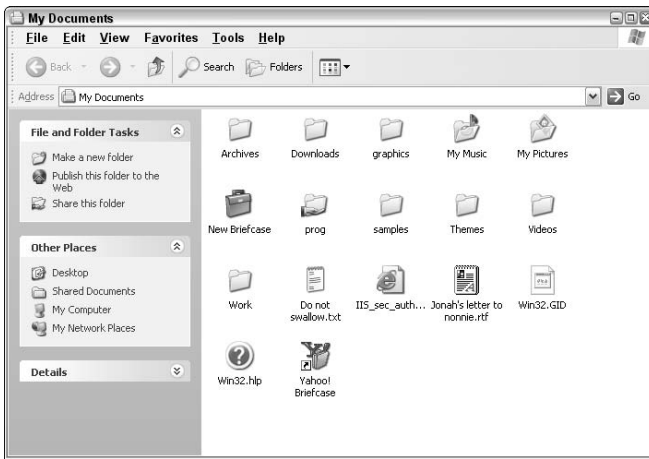 My Documents
File Edit View Favorites Tools Help
Back Search Folders
Address My Documents Go
File and Folder Tasks
Make a new folder
Publish this folder to the
Web
Share this folder
Other Places
Desktop
Shared Documents
My Computer
My Network Places
Details
Archives Downloads graphics My Music My Pictures
New Briefcase prog samples Themes Videos
Work Do not IIS_sec_auth... Jonah's letter to Win32.GID
swallow.txt nonnie.rtf
Win32.hlp Yahoo!
Briefcase